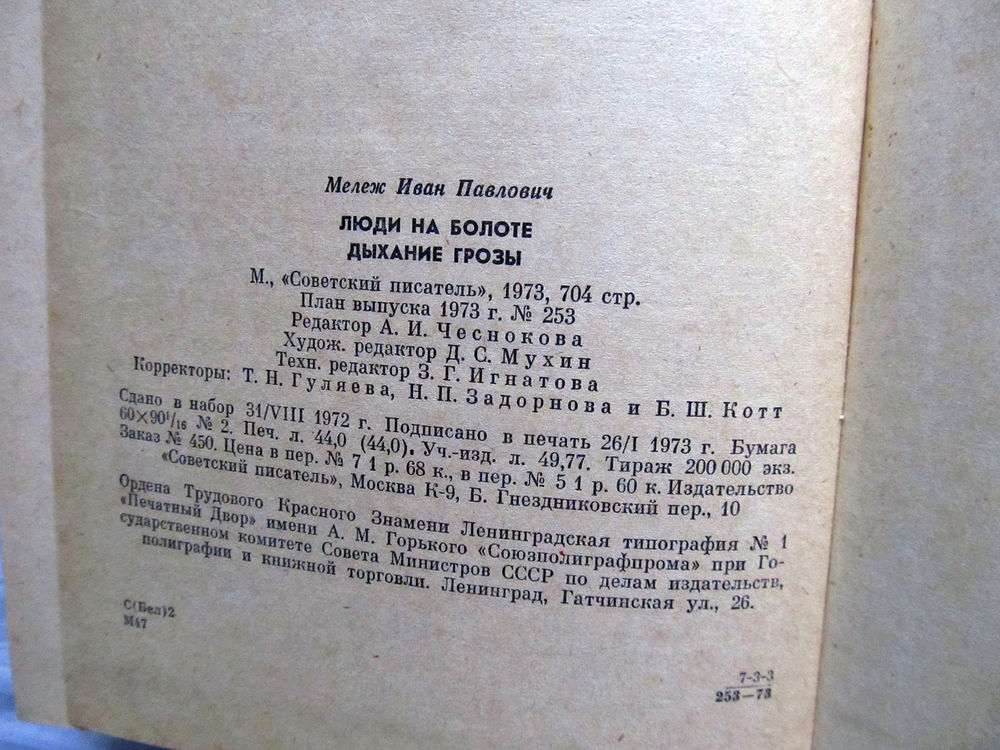 Мележ Иван Павлович
ЛЮДИ НА БОЛОТЕ
ДЫХАНИЕ ГРОЗЫ
М., «Советский писатель», 1973, 704 стр.
План выпуска 1973 г. № 253
Редактор А. И. Чеснокова
Худож. редактор Д. С. Мухин
Техн. редактор З. Г. Игнатова
Корректоры: Т. Н. Гуляева, Н. П. Задорнова и Б. Ш. Котт
Сдано в набор 31/VIII 1972 г. Подписано в печать 26/I 1973 г. Бумага
60×90 1/16 № 2. Печ. л. 44,0 (44,0). Уч.-изд. л. 49,77. Тираж 200 000 экз.
Заказ № 450. Цена в пер. № 7 1 р. 68 к., в пер. № 5 1 р. 60 к. Издательство
«Советский писатель», Москва К-9, Б. Гнездниковский пер., 10
Ордена Трудового Красного Знамени Ленинградская типография № 1
«Печатный Двор» имени А. М. Горького «Союзполиграфпрома» при Го-
сударственном комитете Совета Министров СССР по делам издательств,
полиграфии и книжной торговли. Ленинград, Гатчинская ул., 26.
С(Бел)2
М47
7-3-3
253—73